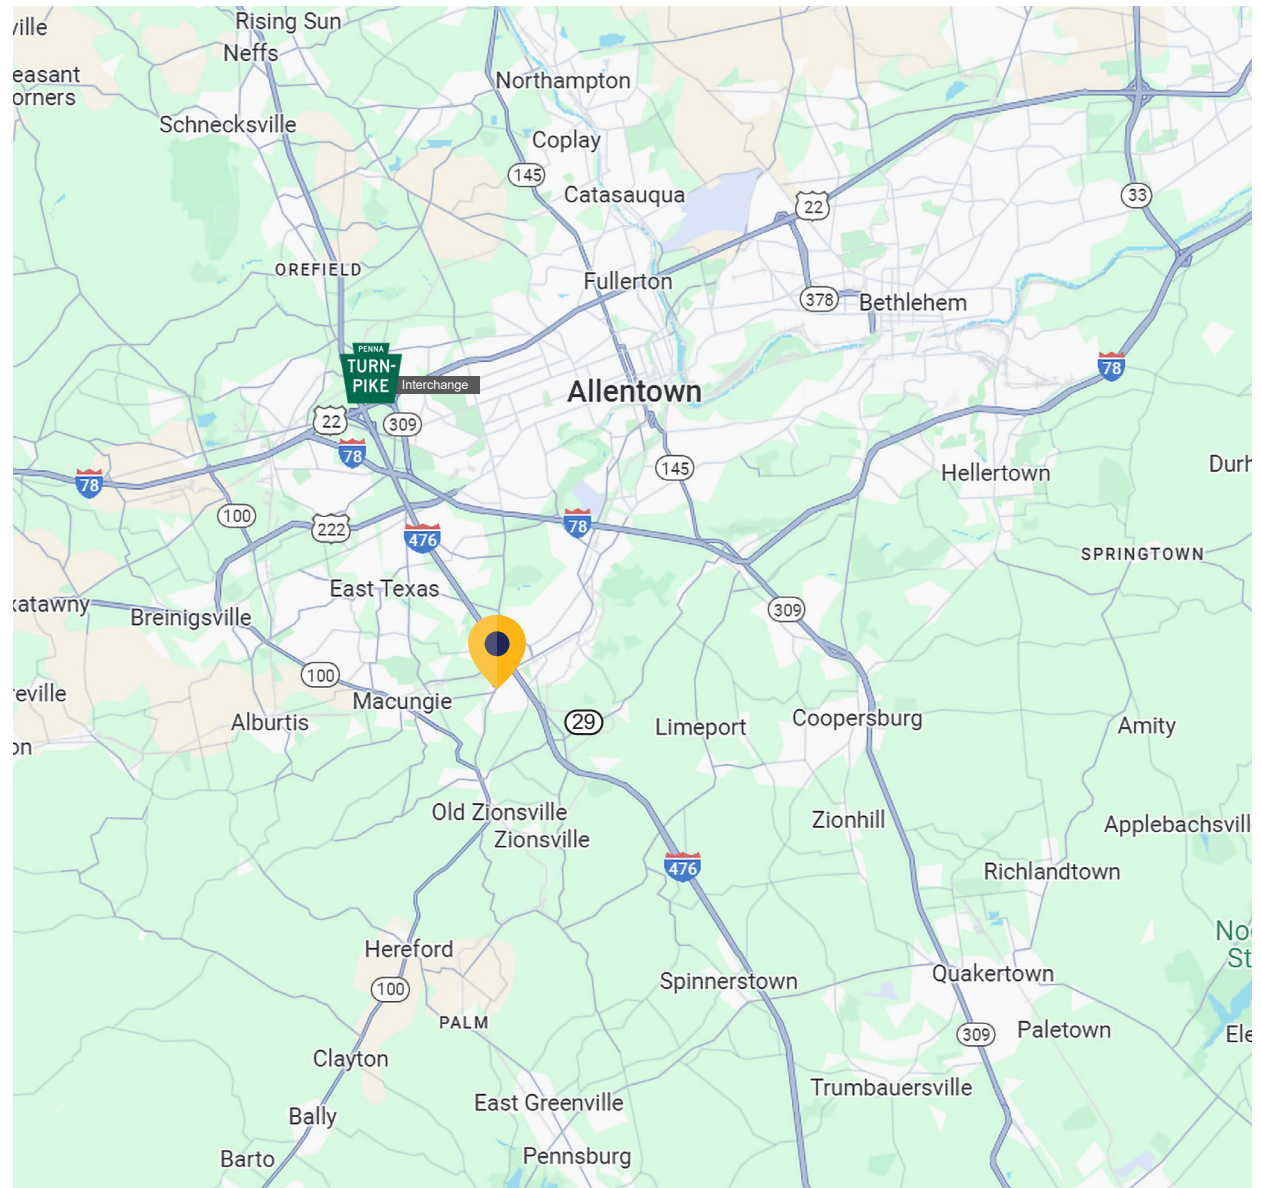 Rising Sun
ville
Neffs
easant
orners
Northampton
Schnecksville
Coplay
145
Catasauqua
33
22
OREFIELD
Fullerton
378
Bethlehem
PENNA
TURN-
PIKE
Interchange
78
Allentown
22
309
78
145
Durh
Hellertown
78
100
222
78
476
SPRINGTOWN
East Texas
xatawny
Breinigsville
309
100
reville
Macungie
Alburtis
29
Limeport
Coopersburg
Amity
on
Old Zionsville
Zionsville
Zionhill
Applebachsvill
476
Richlandtown
No
St
Hereford
Spinnerstown
Quakertown
100
PALM
309
Paletown
Ele
Clayton
Trumbauersville
East Greenville
Bally
Barto
Pennsburg